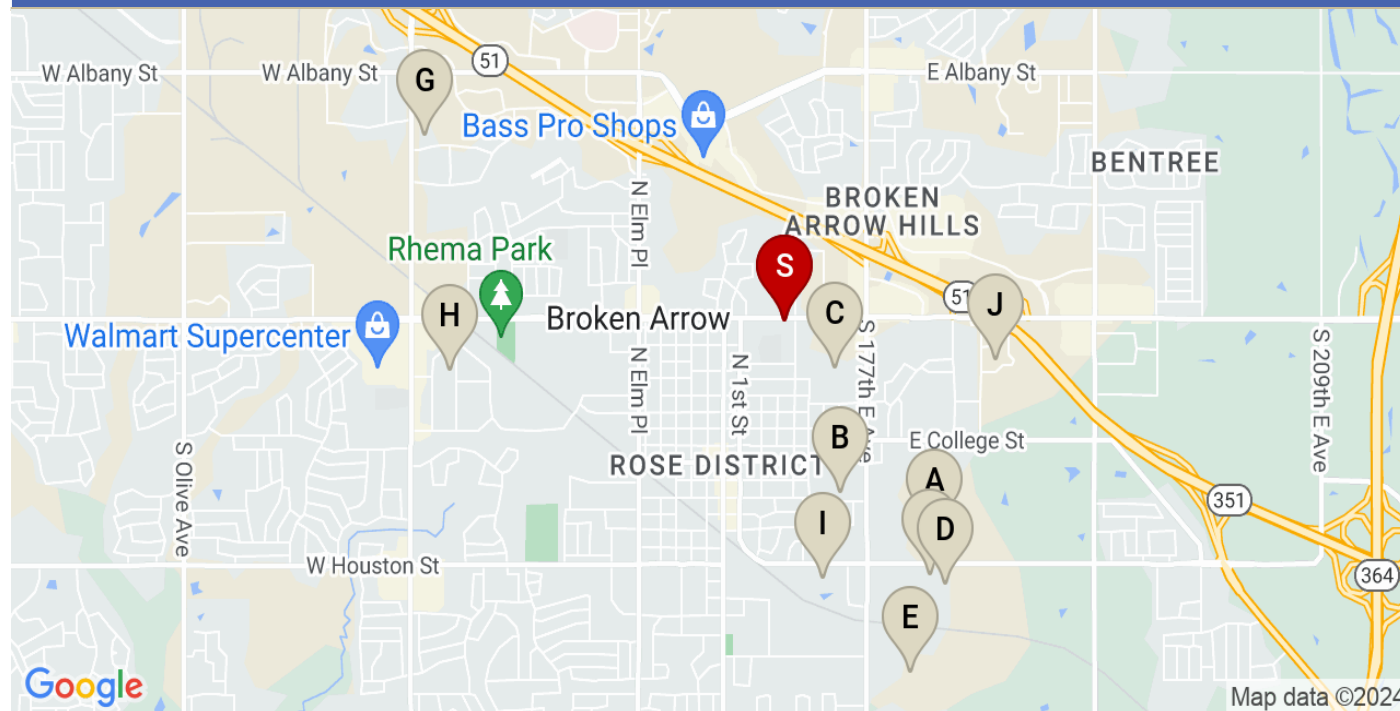 51
W Albany St
W Albany St
E Albany St
G
Bass Pro Shops
BENTREE
N Elm Pl
BROKEN
ARROW HILLS
Rhema Park
S
51
J
H
Broken Arrow
C
Walmart Supercenter
S 177th E Ave
N Elm Pl
N 1st St
S 209th E Ave
B
E College St
S Olive Ave
ROSE DISTRICT
A
351
I
D
W Houston St
364
E
Google
Map data ©2024